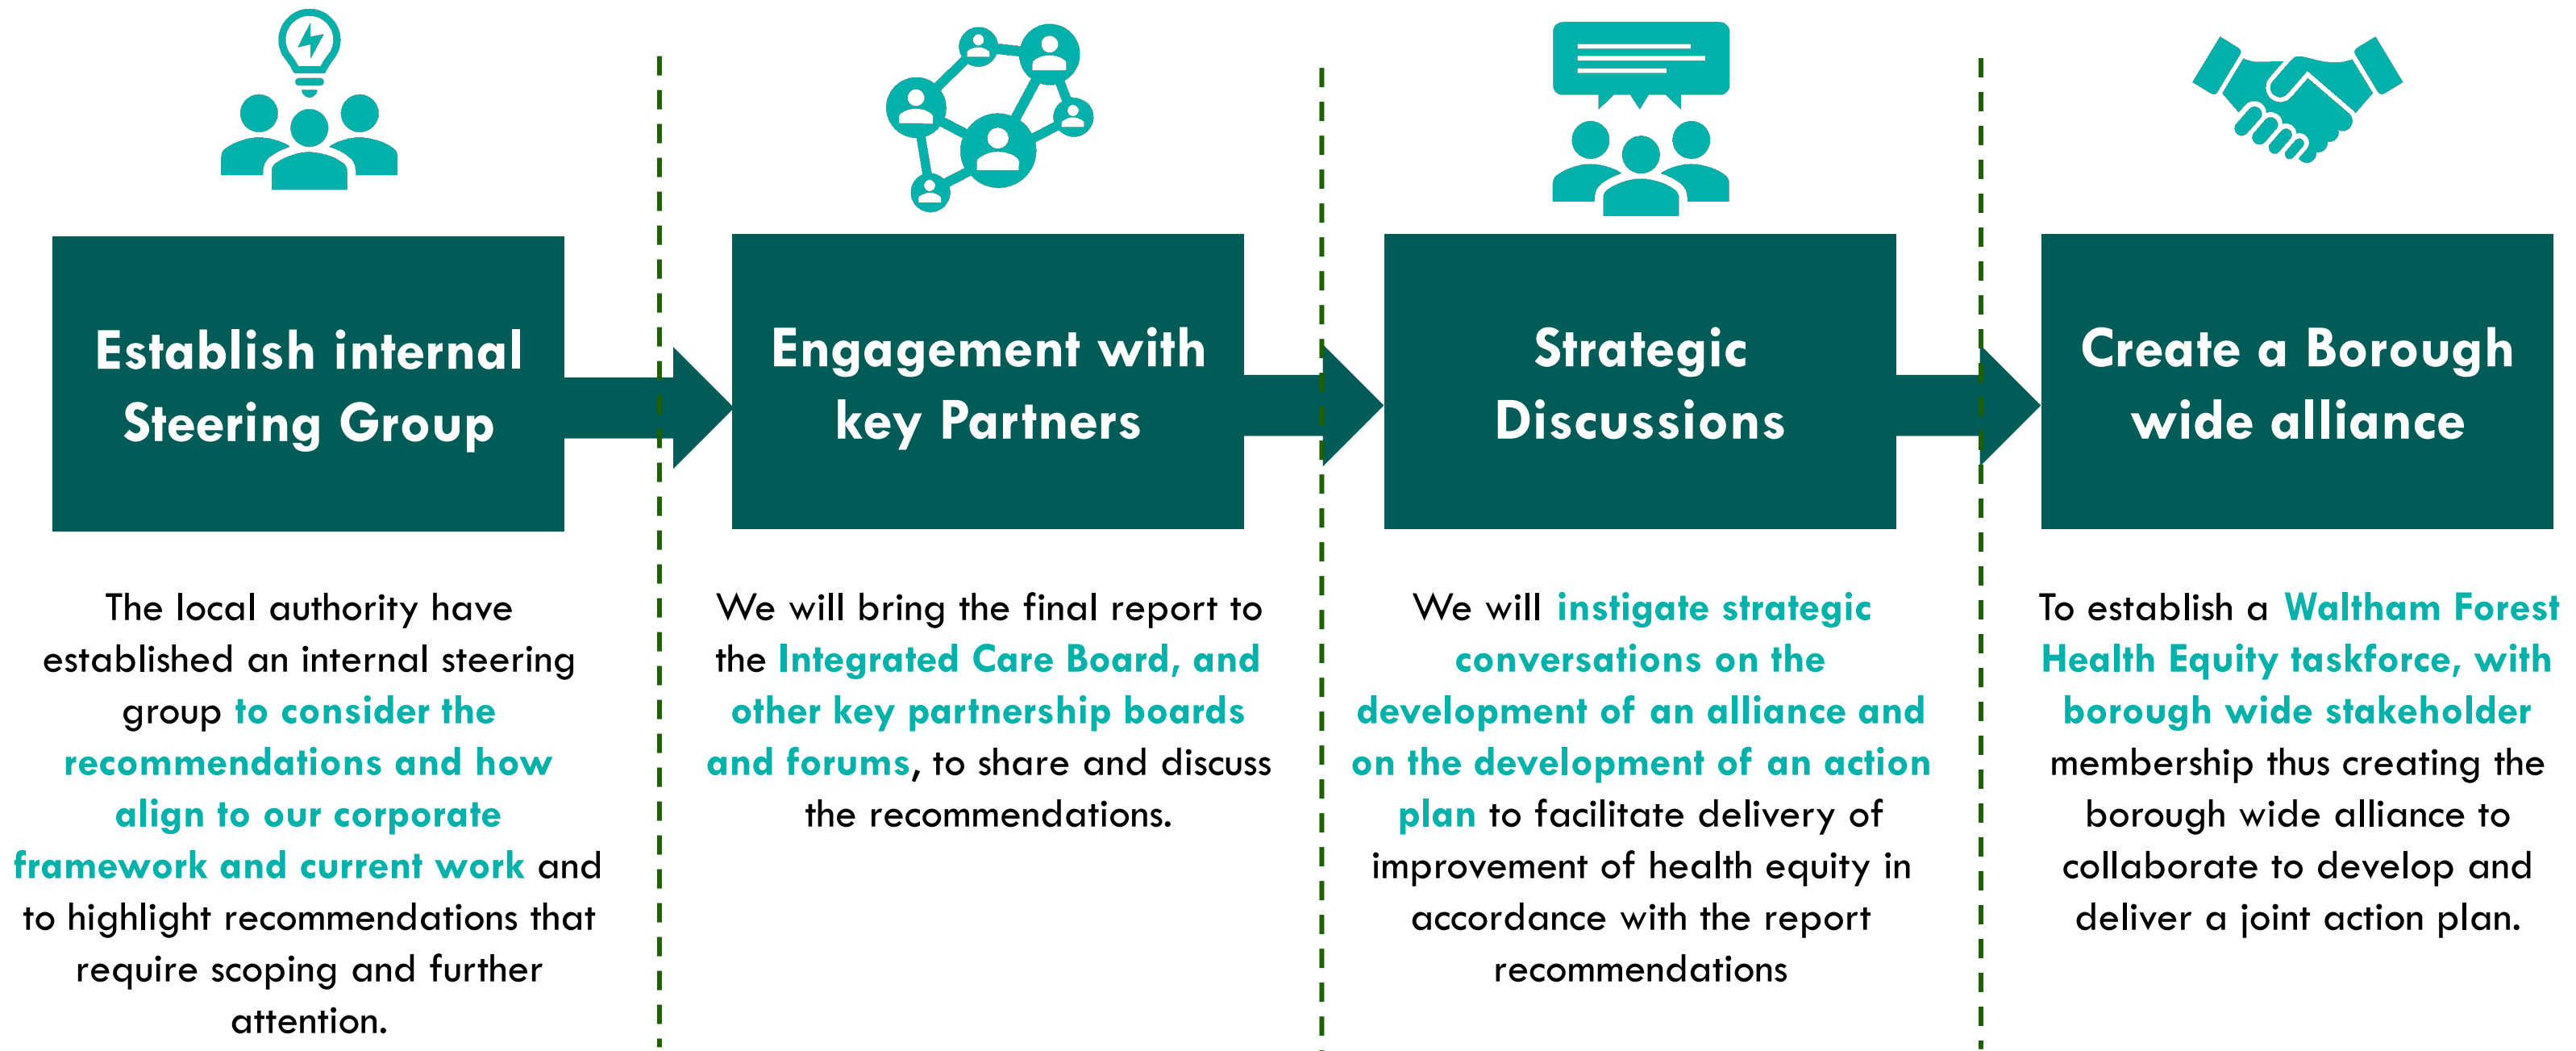 Establish internal
Steering Group
The local authority have
established an internal steering
group to consider the
recommendations and how
align to our corporate
framework and current work and
to highlight recommendations that
require scoping and further
attention.
Engagement with
key Partners
We will bring the final report to
the Integrated Care Board, and
other key partnership boards
and forums, to share and discuss
the recommendations.
Strategic
Discussions
We will instigate strategic
conversations on the
development of an alliance and
on the development of an action
plan to facilitate delivery of
improvement of health equity in
accordance with the report
recommendations
Create a Borough
wide alliance
To establish a Waltham Forest
Health Equity taskforce, with
borough wide stakeholder
membership thus creating the
borough wide alliance to
collaborate to develop and
deliver a joint action plan.